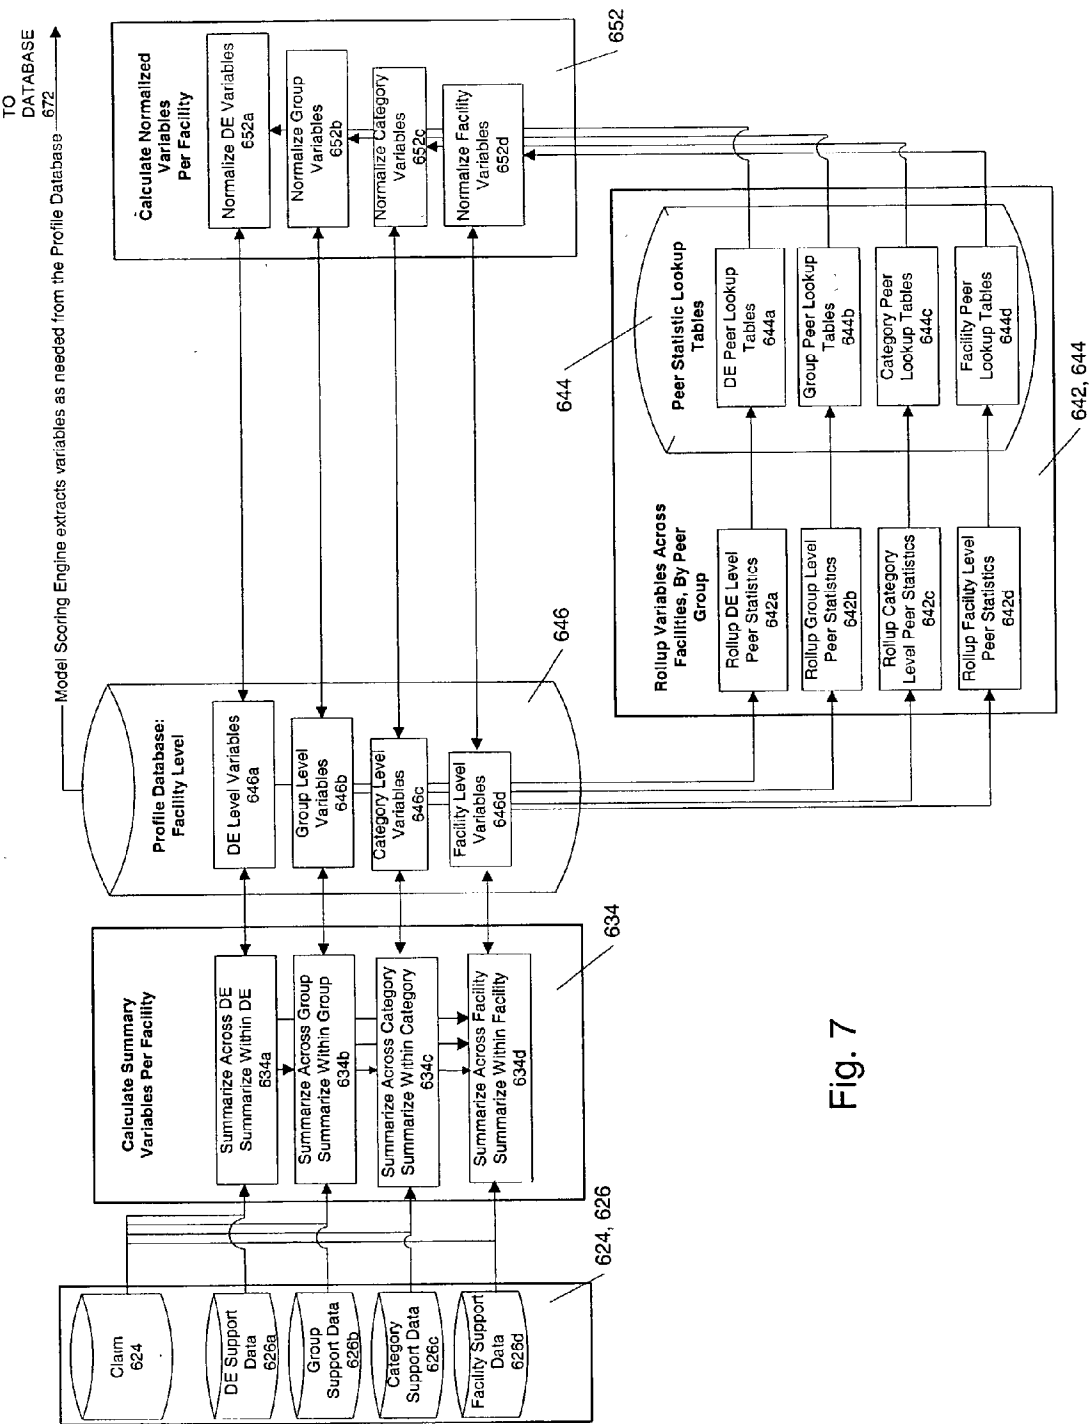 Claim
624
DE Support
Data
626a
Group
Support Data
626b
Category
Support Data
626c
Facility Support
Data
626d
624, 626
Calculate Summary
Variables Per Facility
Summarize Across DE
Summarize Within DE
634a
Summarize Across Group
Summarize Within Group
634b
Summarize Across Category
Summarize Within Category
634c
Summarize Across Facility
Summarize Within Facility
634d
634
Profile Database:
Facility Level
DE Level Variables
646a
Group Level
Variables
646b
Category Level
Variables
646c
Facility Level
Variables
646d
646
Model Scoring Engine extracts variables as needed from the Profile Database
TO
DATABASE
672
Calculate Normalized
Variables
Per Facility
Normalize DE Variables
652a
Normalize Group
Variables
652b
Normalize Category
Variables
652c
Normalize Facility
Variables
652d
652
Rollup Variables Across
Facilities, By Peer
Group
Rollup DE Level
Peer Statistics
642a
Rollup Group Level
Peer Statistics
642b
Rollup Category
Level Peer Statistics
642c
Rollup Facility Level
Peer Statistics
642d
644
Peer Statistic Lookup
Tables
DE Peer Lookup
Tables
644a
Group Peer Lookup
Tables
644b
Category Peer
Lookup Tables
644c
Facility Peer
Lookup Tables
644d
642, 644
Fig. 7